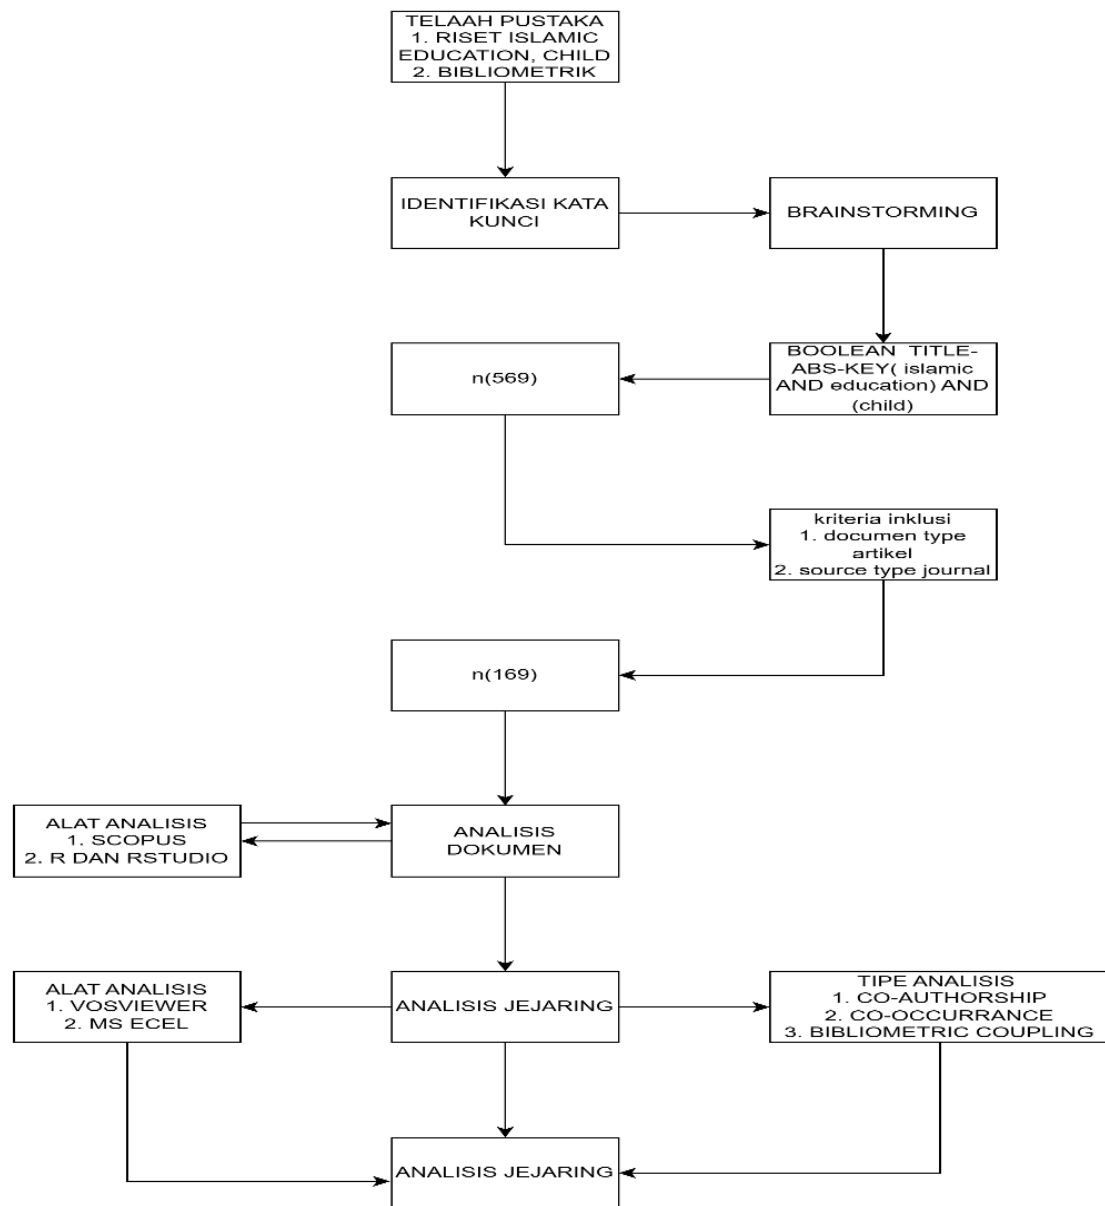 TELAAH PUSTAKA
1. RISET ISLAMIC
EDUCATION, CHILD
2. BIBLIOMETRIK
IDENTIFIKASI KATA
KUNCI
BRAINSTORMING
BOOLEAN TITLE-
ABS-KEY( islamic
AND education) AND
(child)
n(569)
kriteria inklusi
1. documen type
artikel
2. source type journal
n(169)
ALAT ANALISIS
1. SCOPUS
2. R DAN RSTUDIO
ANALISIS
DOKUMEN
ALAT ANALISIS
1. VOSVIEWER
2. MS ECEL
ANALISIS JEJARING
TIPE ANALISIS
1. CO-AUTHORSHIP
2. CO-OCCURRANCE
3. BIBLIOMETRIC COUPLING
ANALISIS JEJARING